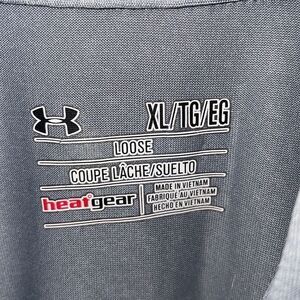 XL/TG/EG
LOOSE
COUPE LÂCHE/SUELTO
heatgear
MADE IN VIETNAM
FABRIQUÉ AU VIETNAM
HECHO EN VIETNAM